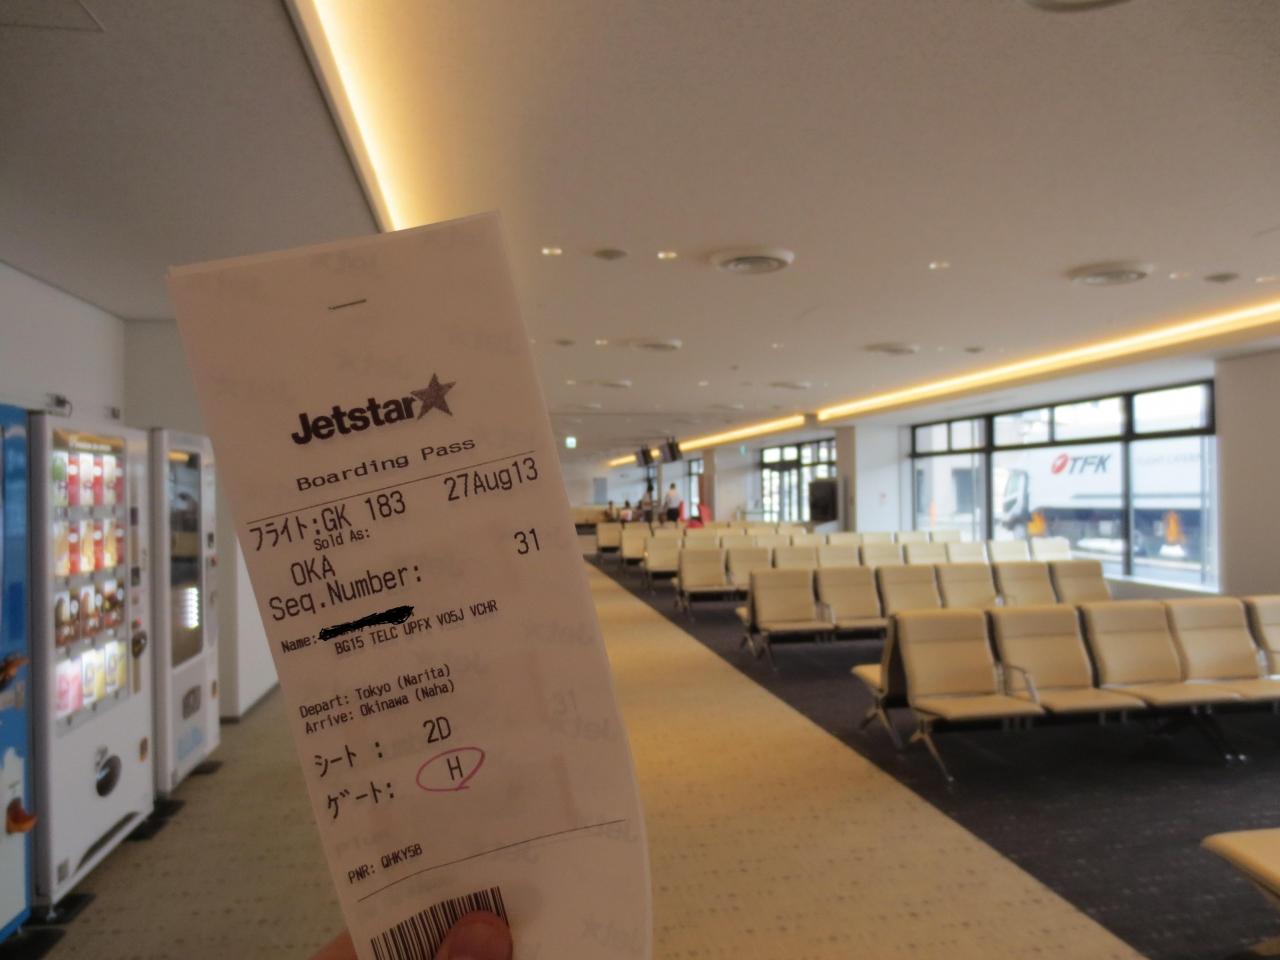 Jetstar
Boarding Pass
フライト:GK 183 27Aug13
Sold As:
OKA
Seq.Number: 31
Name:
BG15 TELC UPFX V05J VCHR
Depart: Tokyo (Narita)
Arrive: Okinawa (Naha)
シート : 2D
ゲート: H
PNR: QHKY5B
TFK